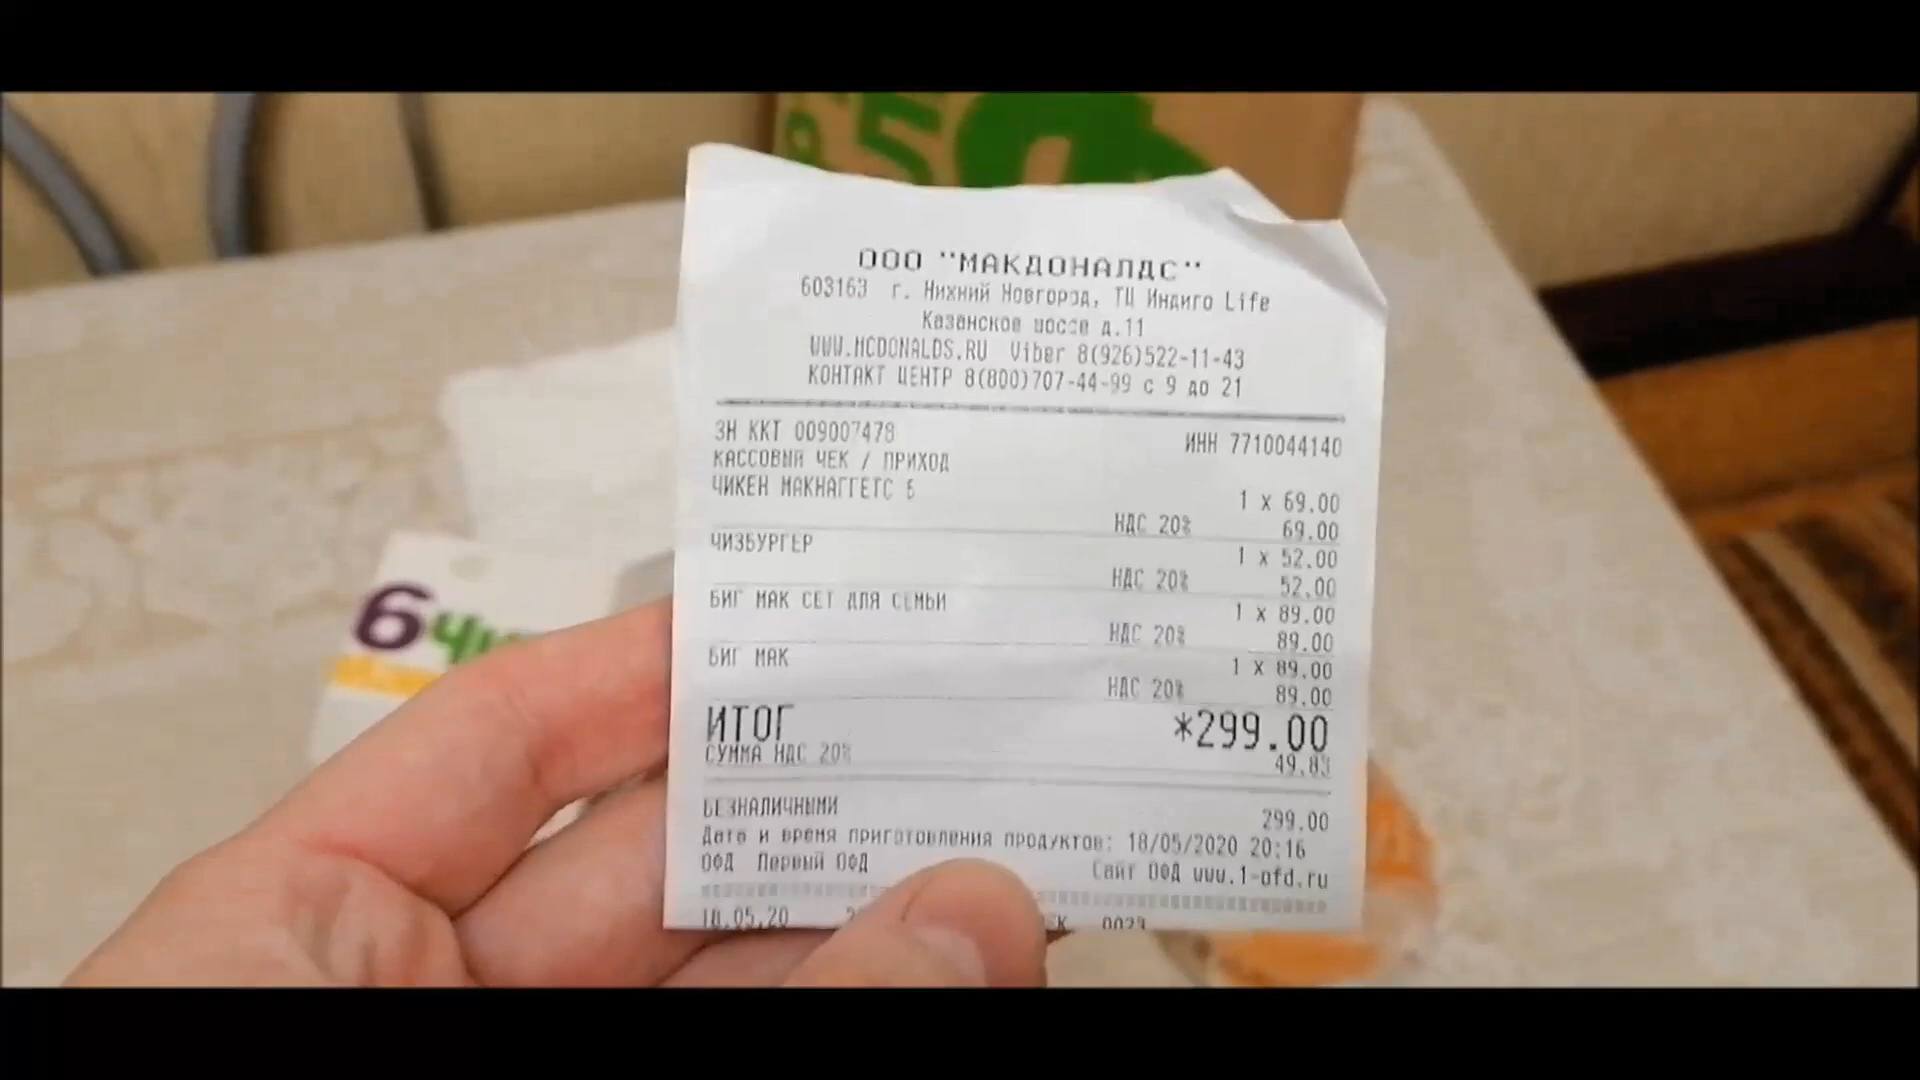 50
ООО "МАКДОНАЛДС"
603163 г. Нижний Новгород, ТЦ Индиго Life
Казанское шоссе д.11
WWW.MCDONALDS.RU Viber 8(926)522-11-43
КОНТАКТ ЦЕНТР 8(800)707-44-99 с 9 до 21
ЗН ККТ 009007478 ИНН 7710044140
КАССОВЫЙ ЧЕК / ПРИХОД
ЧИКЕН МАКНАГГЕТС 6
1 x 69.00
НДС 20% 69.00
ЧИЗБУРГЕР
1 x 52.00
НДС 20% 52.00
БИГ МАК СЕТ ДЛЯ СЕМЬИ
1 x 89.00
НДС 20% 89.00
БИГ МАК
1 x 89.00
НДС 20% 89.00
ИТОГ *299.00
СУММА НДС 20% 49.83
БЕЗНАЛИЧНЫМИ 299.00
Дата и время приготовления продуктов: 18/05/2020 20:16
ОФД Первый ОФД Сайт ОФД www.1-ofd.ru
18.05.20
6